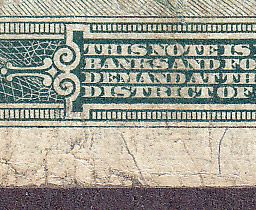 THIS NOTE IS
BANKS AND FO
DEMAND AT TH
DISTRICT OF